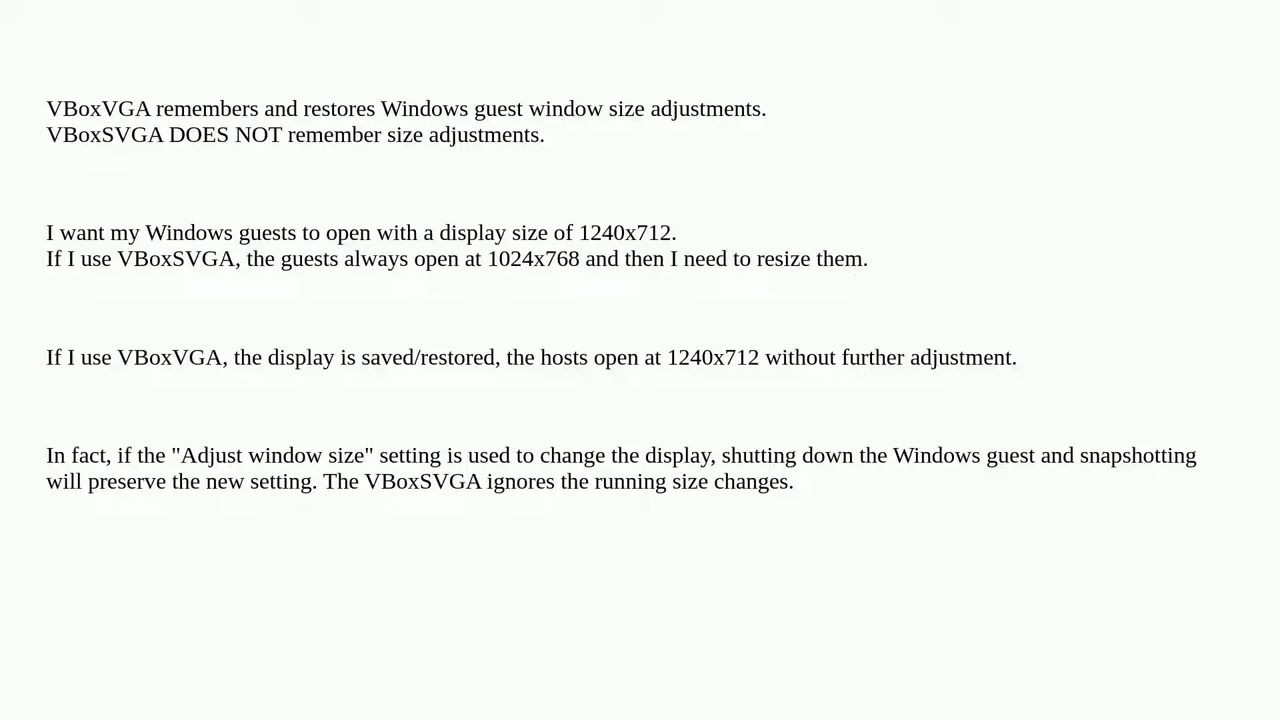 VBoxVGA remembers and restores Windows guest window size adjustments.
VBoxSVGA DOES NOT remember size adjustments.
I want my Windows guests to open with a display size of 1240x712.
If I use VBoxSVGA, the guests always open at 1024x768 and then I need to resize them.
If I use VBoxVGA, the display is saved/restored, the hosts open at 1240x712 without further adjustment.
In fact, if the "Adjust window size" setting is used to change the display, shutting down the Windows guest and snapshotting
will preserve the new setting. The VBoxSVGA ignores the running size changes.